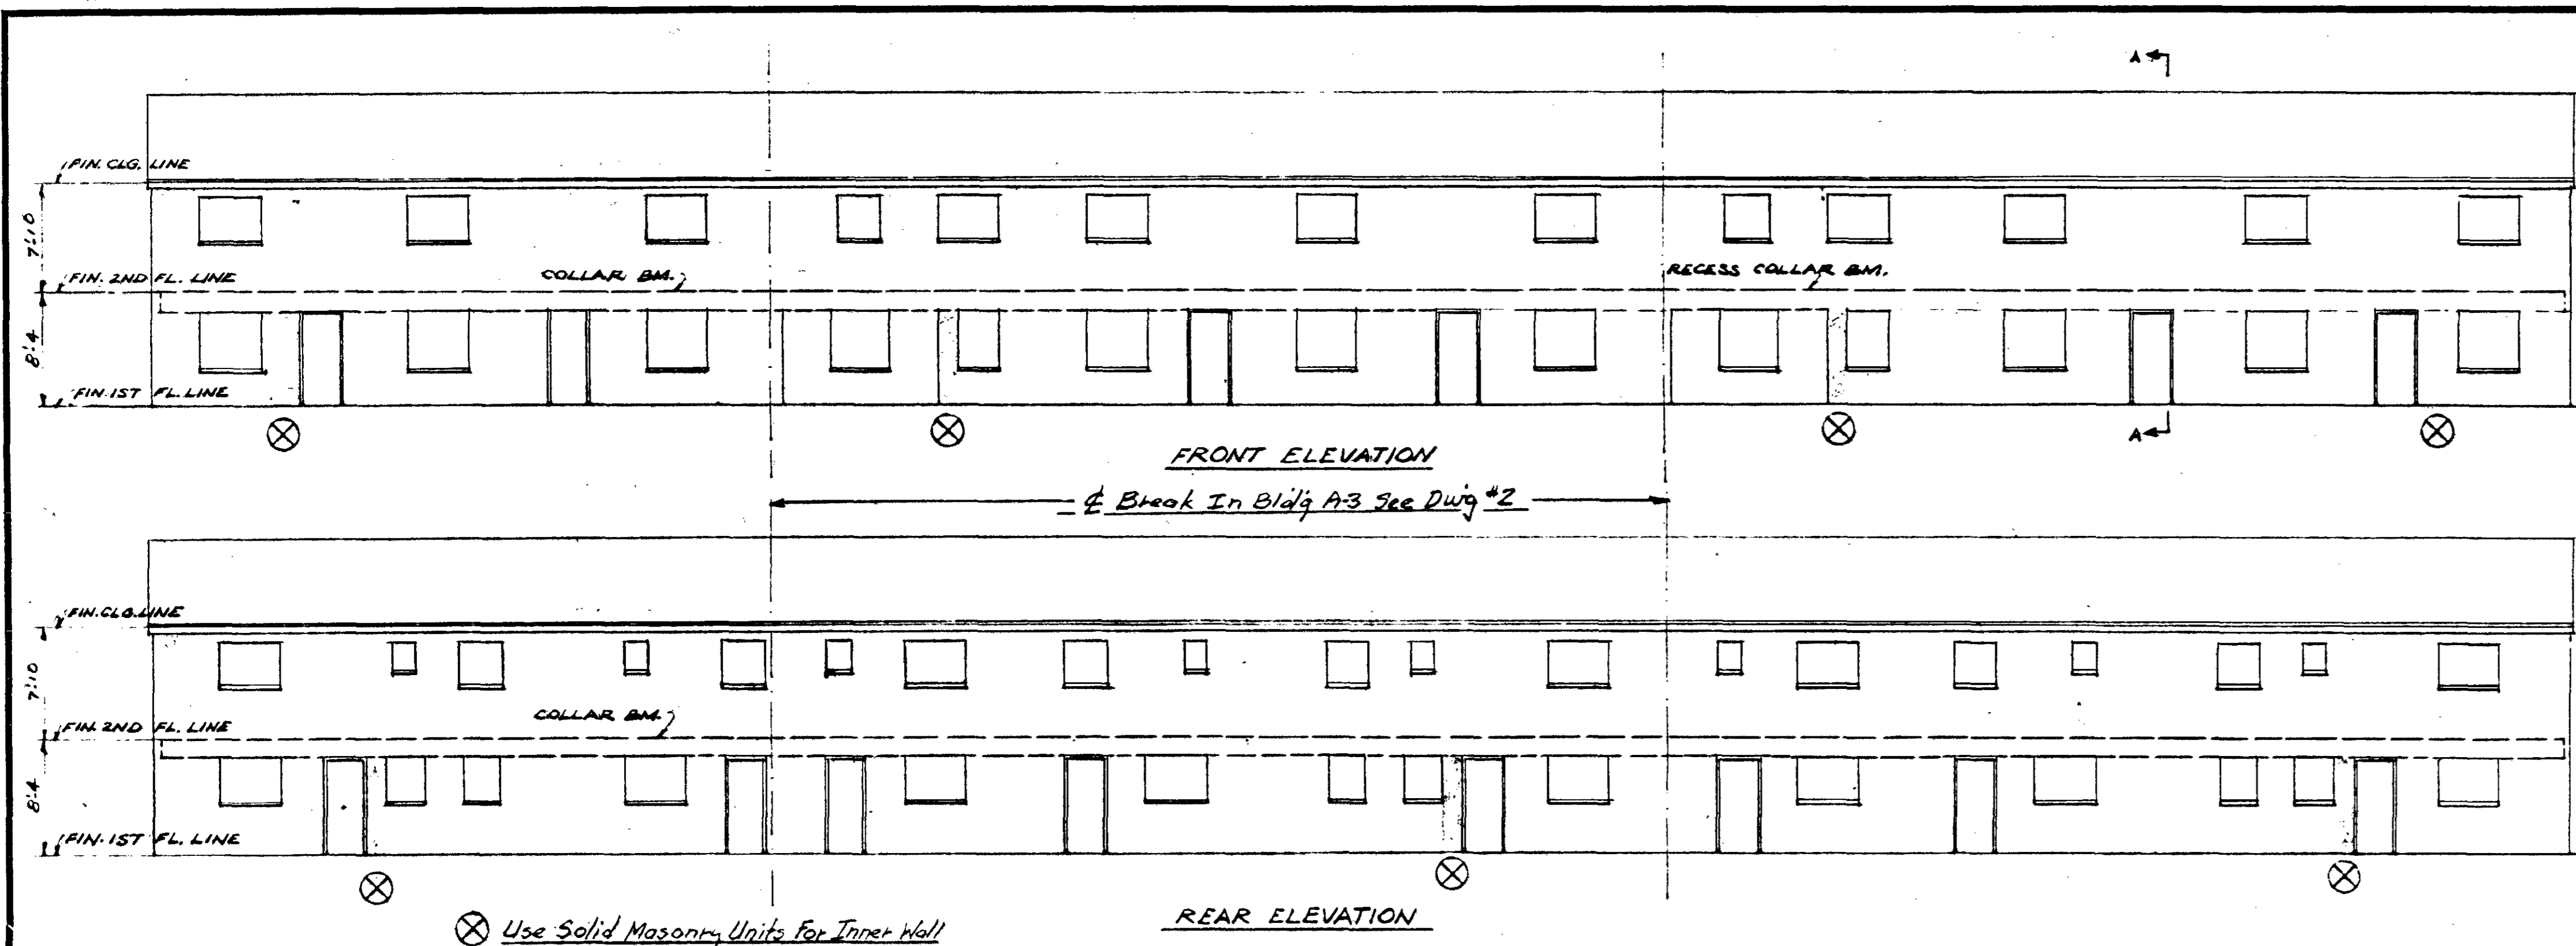 A
FIN. CLG. LINE
7'-10
FIN. 2ND FL. LINE
COLLAR BM.
RECESS COLLAR BM.
8'-4
FIN. 1ST FL. LINE
A
FRONT ELEVATION
℄ Break In Bldg A-3 See Dwg #2
FIN. CLG. LINE
7'-10
FIN. 2ND FL. LINE
COLLAR BM.
8'-4
FIN. 1ST FL. LINE
REAR ELEVATION
Use Solid Masonry Units For Inner Wall